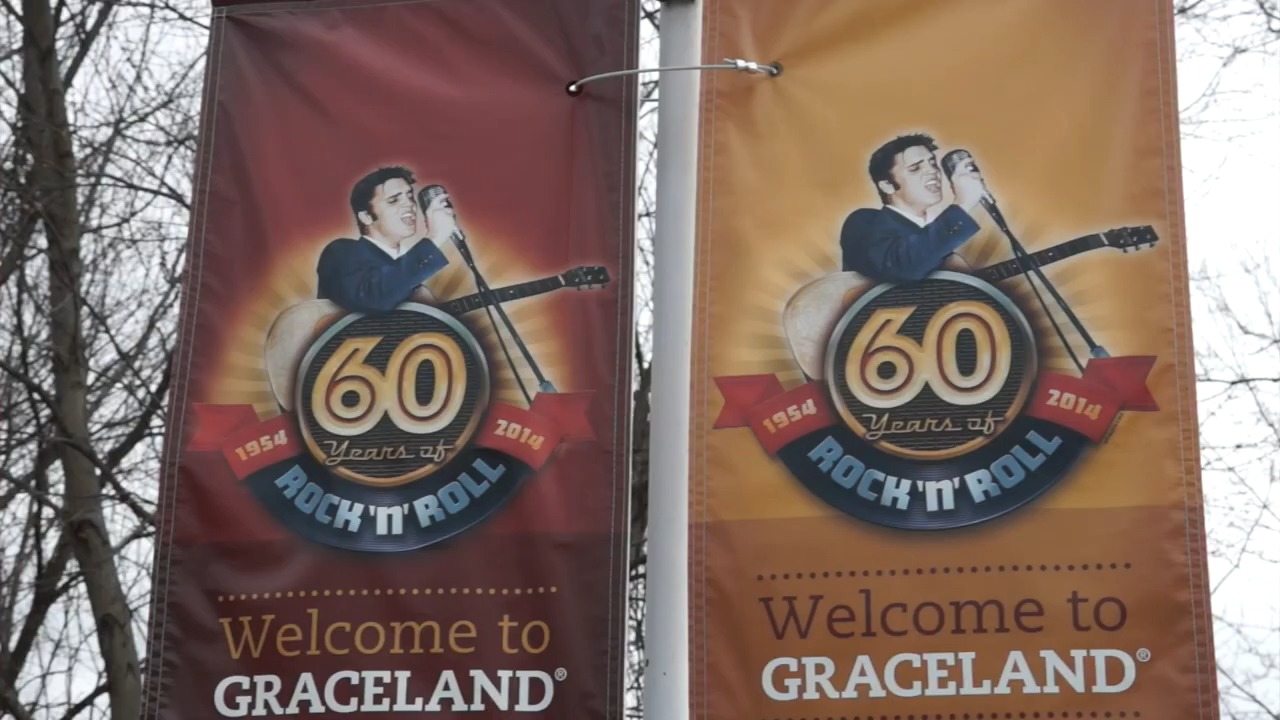 60
Years of
1954
2014
ROCK 'N' ROLL
Welcome to
GRACELAND®
60
Years of
1954
2014
ROCK 'N' ROLL
Welcome to
GRACELAND®